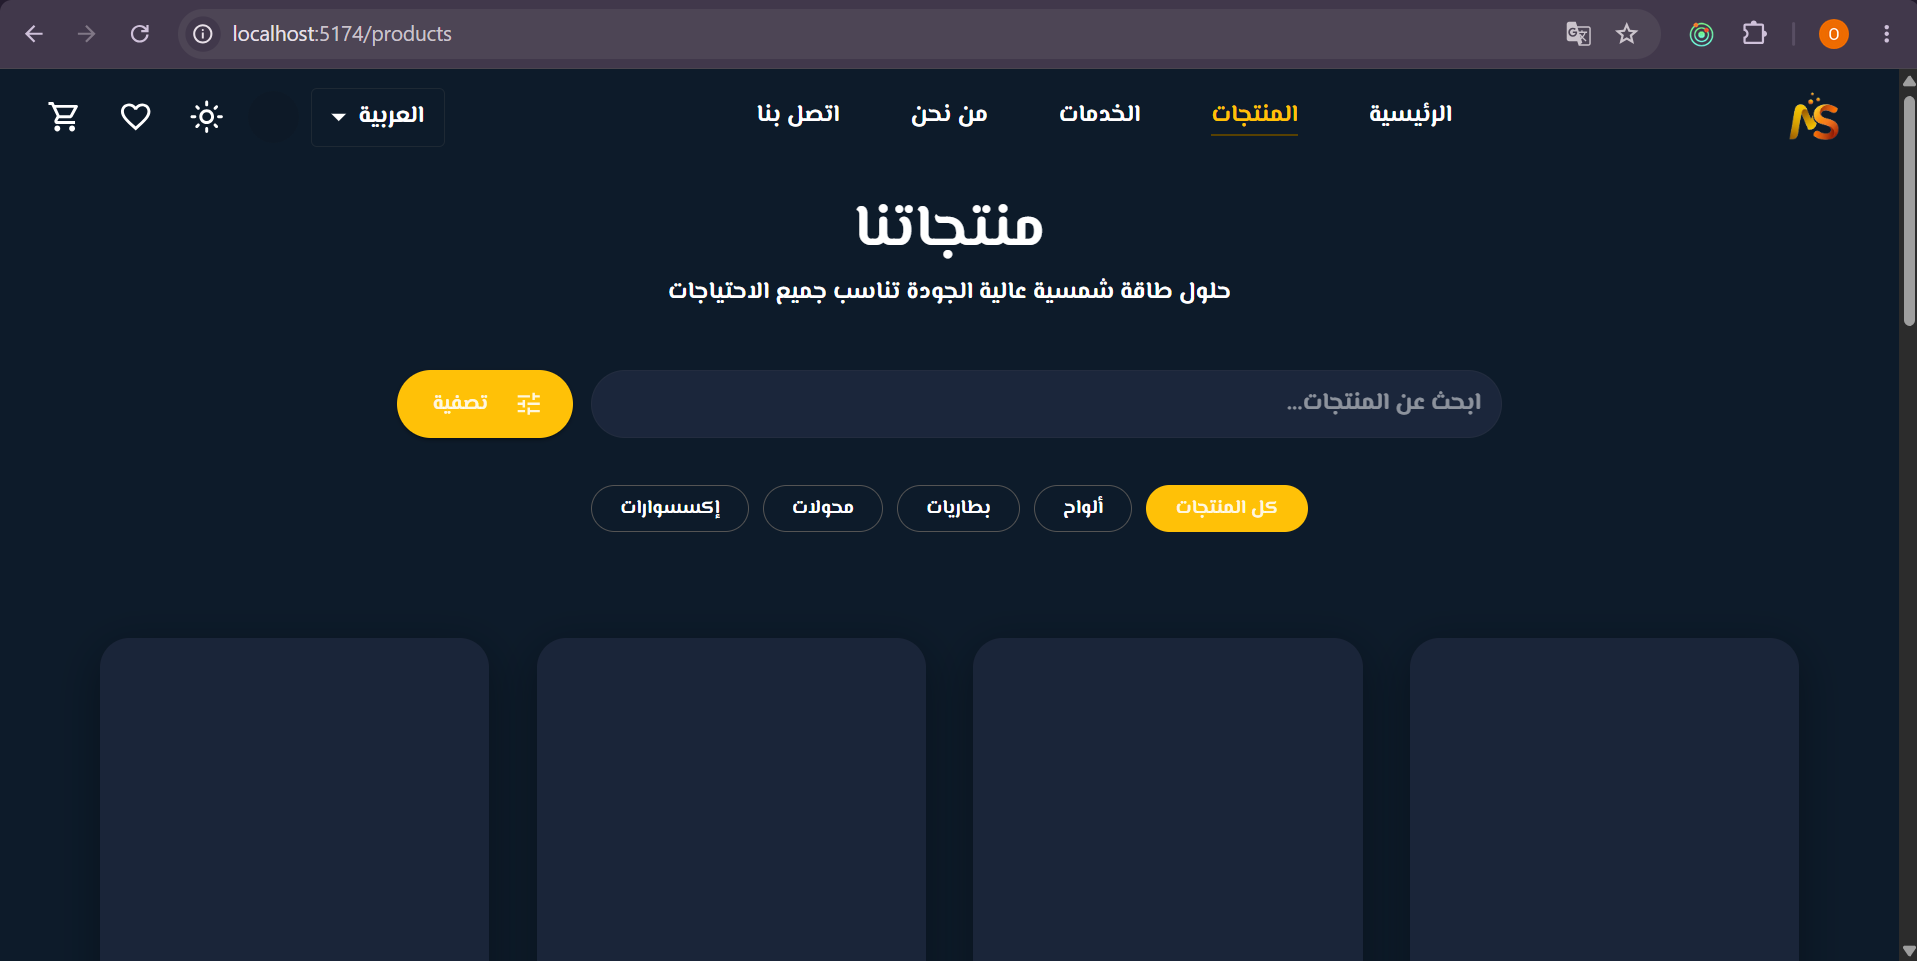 localhost:5174/products
O
الرئيسية
المنتجات
الخدمات
من نحن
اتصل بنا
العربية
منتجاتنا
حلول طاقة شمسية عالية الجودة تناسب جميع الاحتياجات
ابحث عن المنتجات...
تصفية
كل المنتجات
ألواح
بطاريات
محولات
إكسسوارات